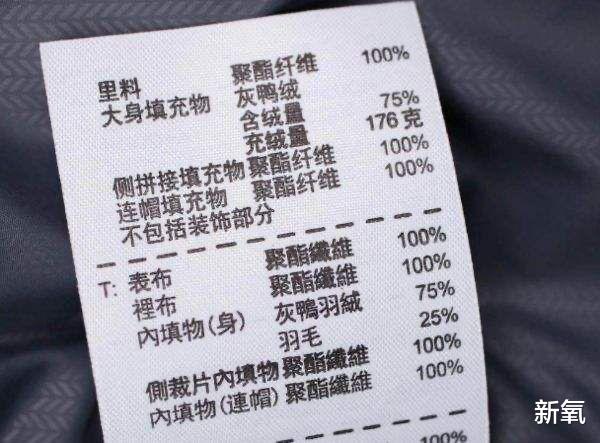 里料 聚酯纤维 100%
大身填充物 灰鸭绒
含绒量 75%
充绒量 176克
侧拼接填充物 聚酯纤维 100%
连帽填充物 聚酯纤维 100%
不包括装饰部分
T: 表布 聚酯纖維 100%
裡布 聚酯纖維 100%
內填物(身) 灰鴨羽絨 75%
羽毛 25%
側裁片內填物 聚酯纖維 100%
內填物(連帽) 聚酯纖維 100%
100%
新氧